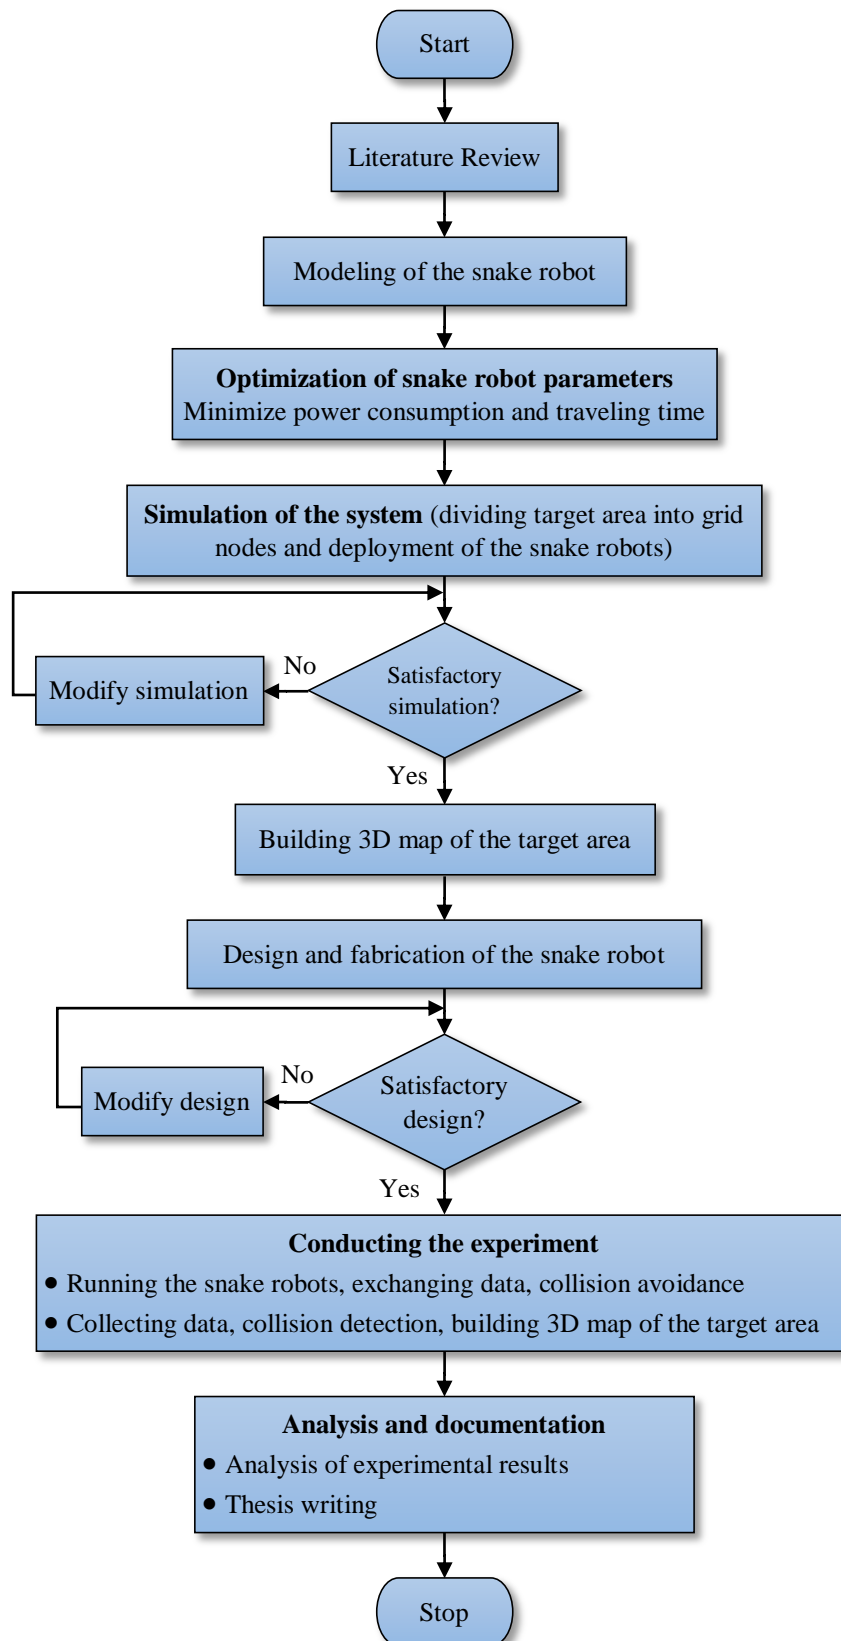 Start
Literature Review
Modeling of the snake robot
Optimization of snake robot parameters
Minimize power consumption and traveling time
Simulation of the system (dividing target area into grid
nodes and deployment of the snake robots)
No
Satisfactory
simulation?
Modify simulation
Yes
Building 3D map of the target area
Design and fabrication of the snake robot
No
Satisfactory
design?
Modify design
Yes
Conducting the experiment
• Running the snake robots, exchanging data, collision avoidance
• Collecting data, collision detection, building 3D map of the target area
Analysis and documentation
• Analysis of experimental results
• Thesis writing
Stop